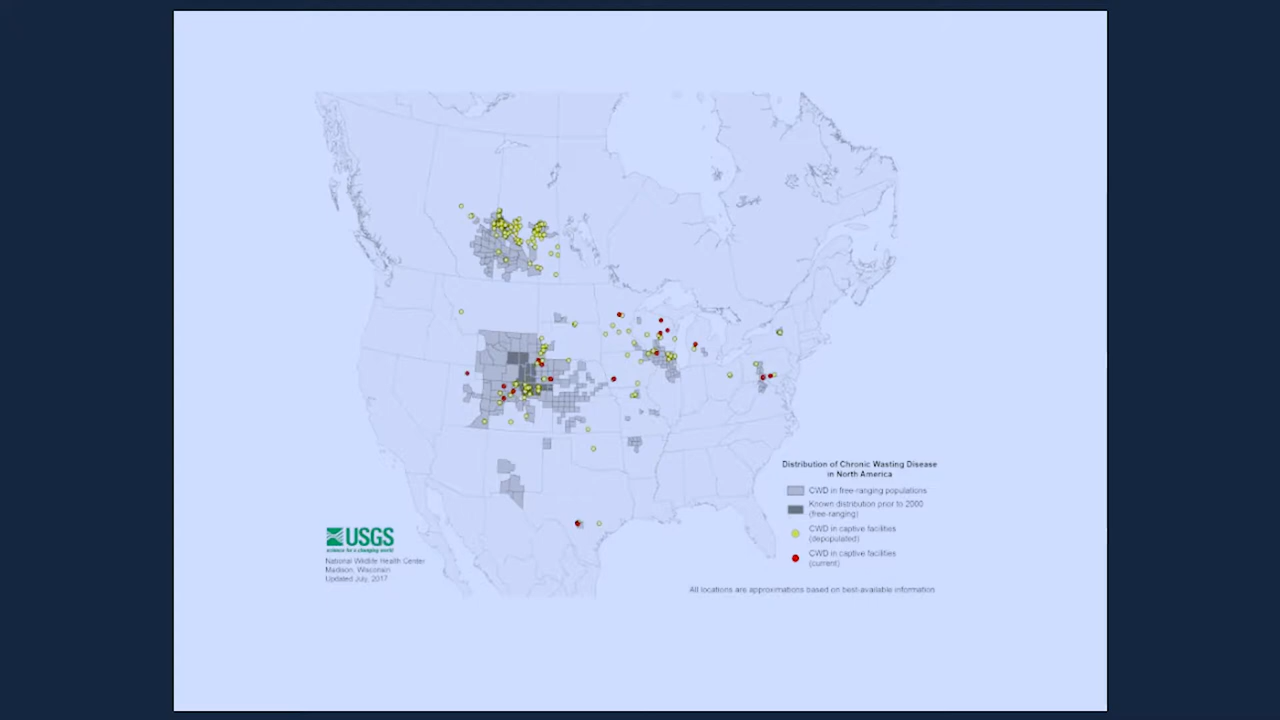 Distribution of Chronic Wasting Disease
in North America
CWD in free-ranging populations
Known distribution prior to 2000
(free-ranging)
CWD in captive facilities
(depopulated)
CWD in captive facilities
(current)
USGS
science for a changing world
National Wildlife Health Center
Madison, Wisconsin
Updated July, 2017
All locations are approximations based on best-available information